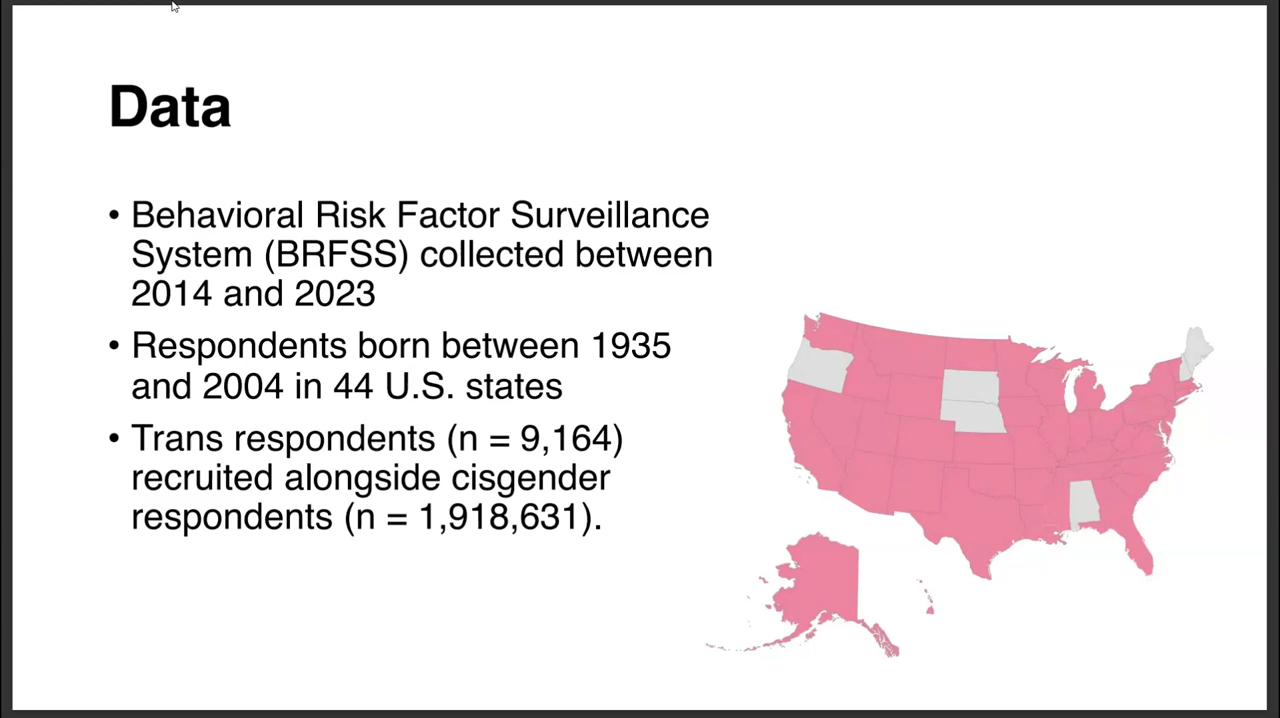 Data
• Behavioral Risk Factor Surveillance
System (BRFSS) collected between
2014 and 2023
• Respondents born between 1935
and 2004 in 44 U.S. states
• Trans respondents (n = 9,164)
recruited alongside cisgender
respondents (n = 1,918,631).